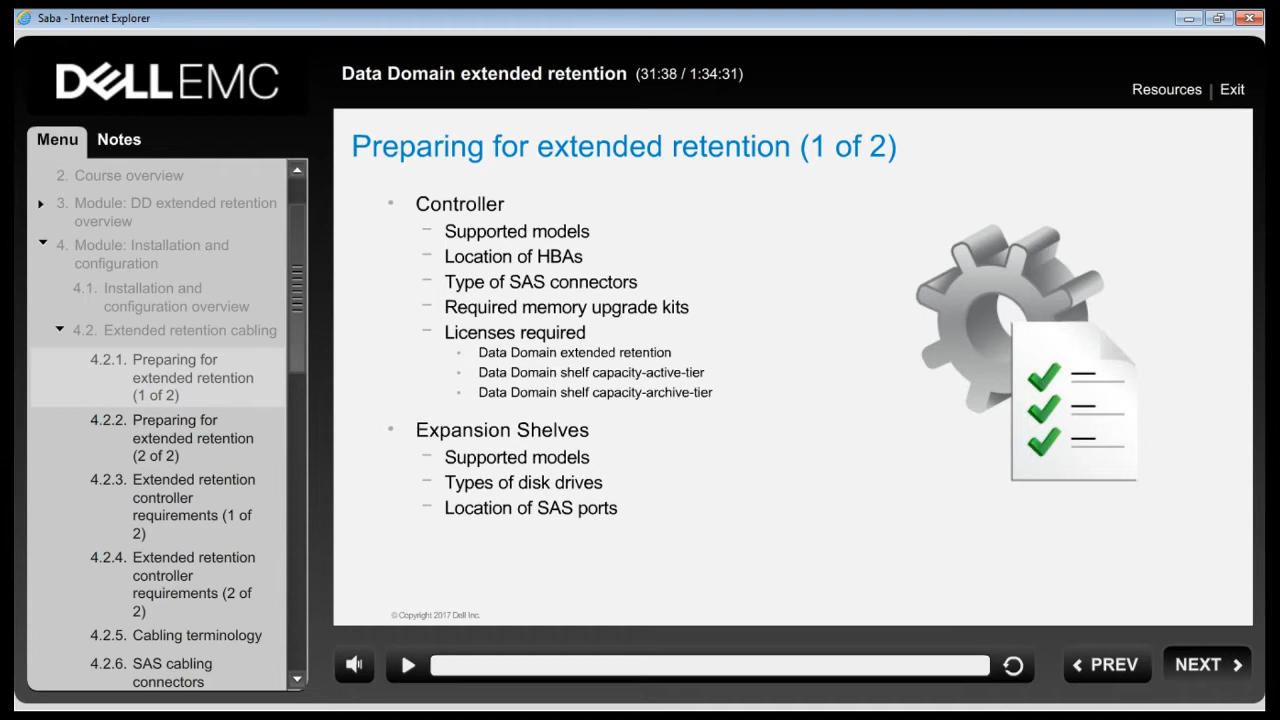 Saba - Internet Explorer
DELLEMC
Data Domain extended retention (31:38 / 1:34:31)
Resources | Exit
Menu
Notes
2. Course overview
3. Module: DD extended retention
overview
4. Module: Installation and
configuration
4.1. Installation and
configuration overview
4.2. Extended retention cabling
4.2.1. Preparing for
extended retention
(1 of 2)
4.2.2. Preparing for
extended retention
(2 of 2)
4.2.3. Extended retention
controller
requirements (1 of
2)
4.2.4. Extended retention
controller
requirements (2 of
2)
4.2.5. Cabling terminology
4.2.6. SAS cabling
connectors
Preparing for extended retention (1 of 2)
• Controller
– Supported models
– Location of HBAs
– Type of SAS connectors
– Required memory upgrade kits
– Licenses required
• Data Domain extended retention
• Data Domain shelf capacity-active-tier
• Data Domain shelf capacity-archive-tier
• Expansion Shelves
– Supported models
– Types of disk drives
– Location of SAS ports
© Copyright 2017 Dell Inc.
PREV
NEXT